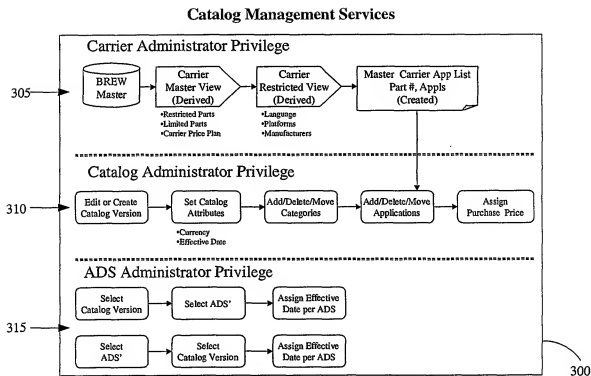 Catalog Management Services
Carrier Administrator Privilege
305
BREW
Master
Carrier
Master View
(Derived)
•Restricted Parts
•Limited Parts
•Carrier Price Plan
Carrier
Restricted View
(Derived)
•Language
•Platforms
•Manufacturers
Master Carrier App List
Part #, Appls
(Created)
Catalog Administrator Privilege
310
Edit or Create
Catalog Version
Set Catalog
Attributes
•Currency
•Effective Date
Add/Delete/Move
Categories
Add/Delete/Move
Applications
Assign
Purchase Price
ADS Administrator Privilege
315
Select
Catalog Version
Select ADS'
Assign Effective
Date per ADS
Select
ADS'
Select
Catalog Version
Assign Effective
Date per ADS
300